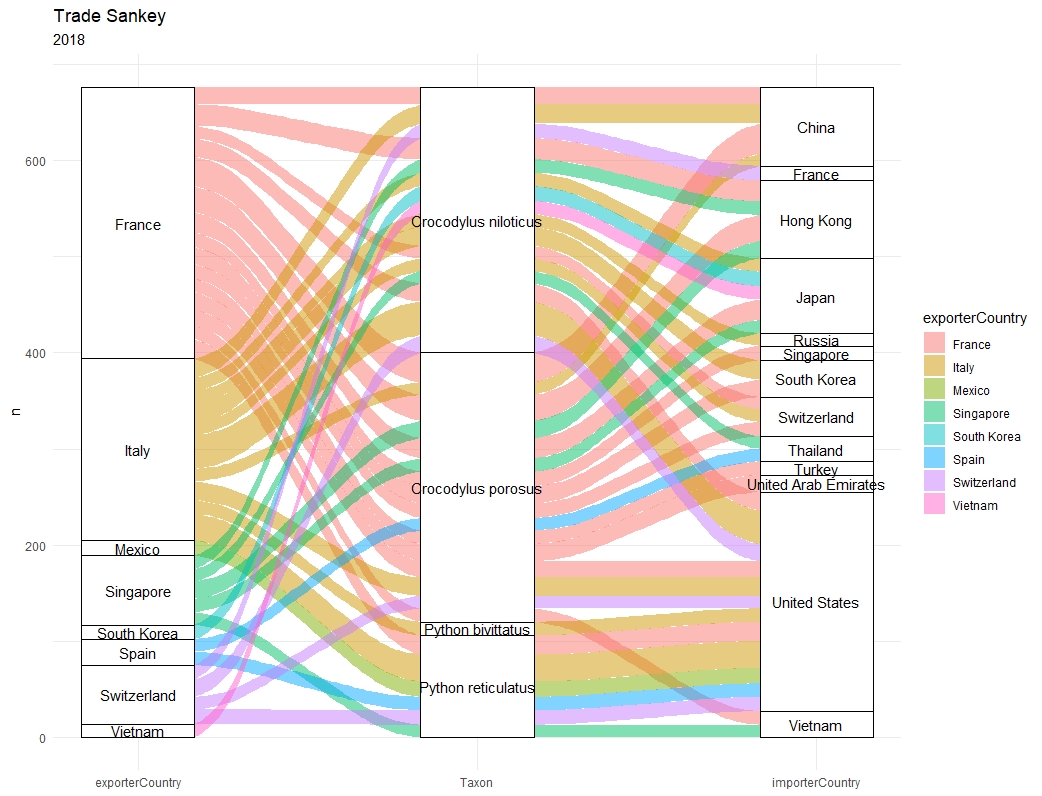 Trade Sankey
2018
n
600
400
200
0
France
Italy
Mexico
Singapore
South Korea
Spain
Switzerland
Vietnam
Crocodylus niloticus
Crocodylus porosus
Python bivittatus
Python reticulatus
China
France
Hong Kong
Japan
Russia
Singapore
South Korea
Switzerland
Thailand
Turkey
United Arab Emirates
United States
Vietnam
exporterCountry
Taxon
importerCountry
exporterCountry
France
Italy
Mexico
Singapore
South Korea
Spain
Switzerland
Vietnam